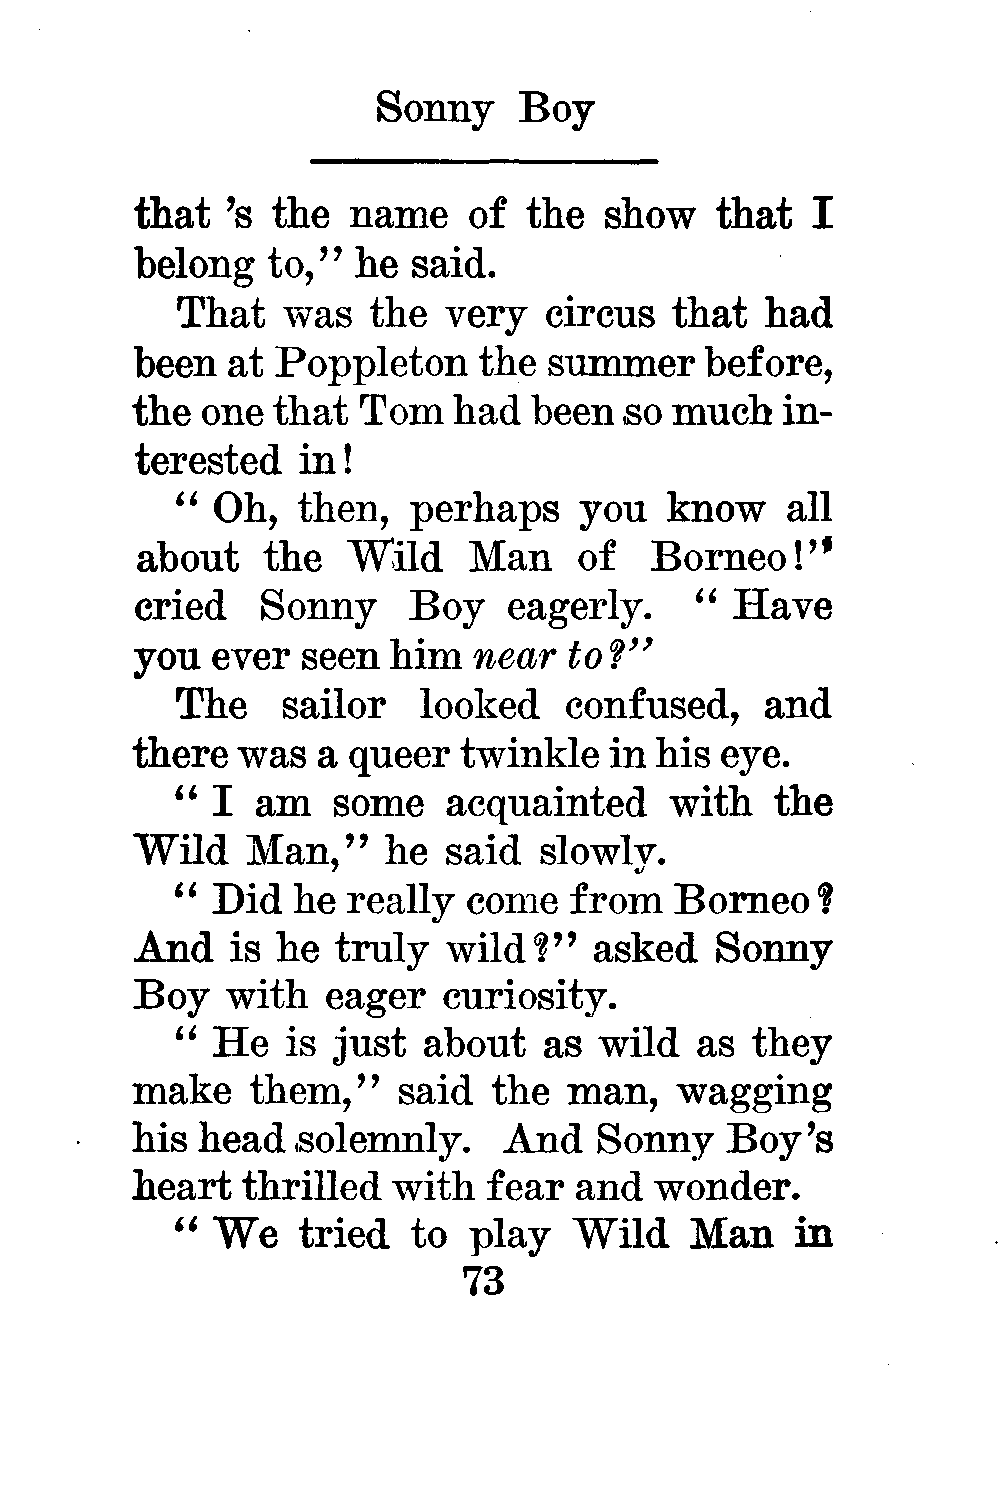 Sonny Boy
that 's the name of the show that I
belong to," he said.
That was the very circus that had
been at Poppleton the summer before,
the one that Tom had been so much in-
terested in!
" Oh, then, perhaps you know all
about the Wild Man of Borneo!"
cried Sonny Boy eagerly. " Have
you ever seen him near to?"
The sailor looked confused, and
there was a queer twinkle in his eye.
" I am some acquainted with the
Wild Man," he said slowly.
" Did he really come from Borneo?
And is he truly wild?" asked Sonny
Boy with eager curiosity.
" He is just about as wild as they
make them," said the man, wagging
his head solemnly. And Sonny Boy's
heart thrilled with fear and wonder.
" We tried to play Wild Man in
73